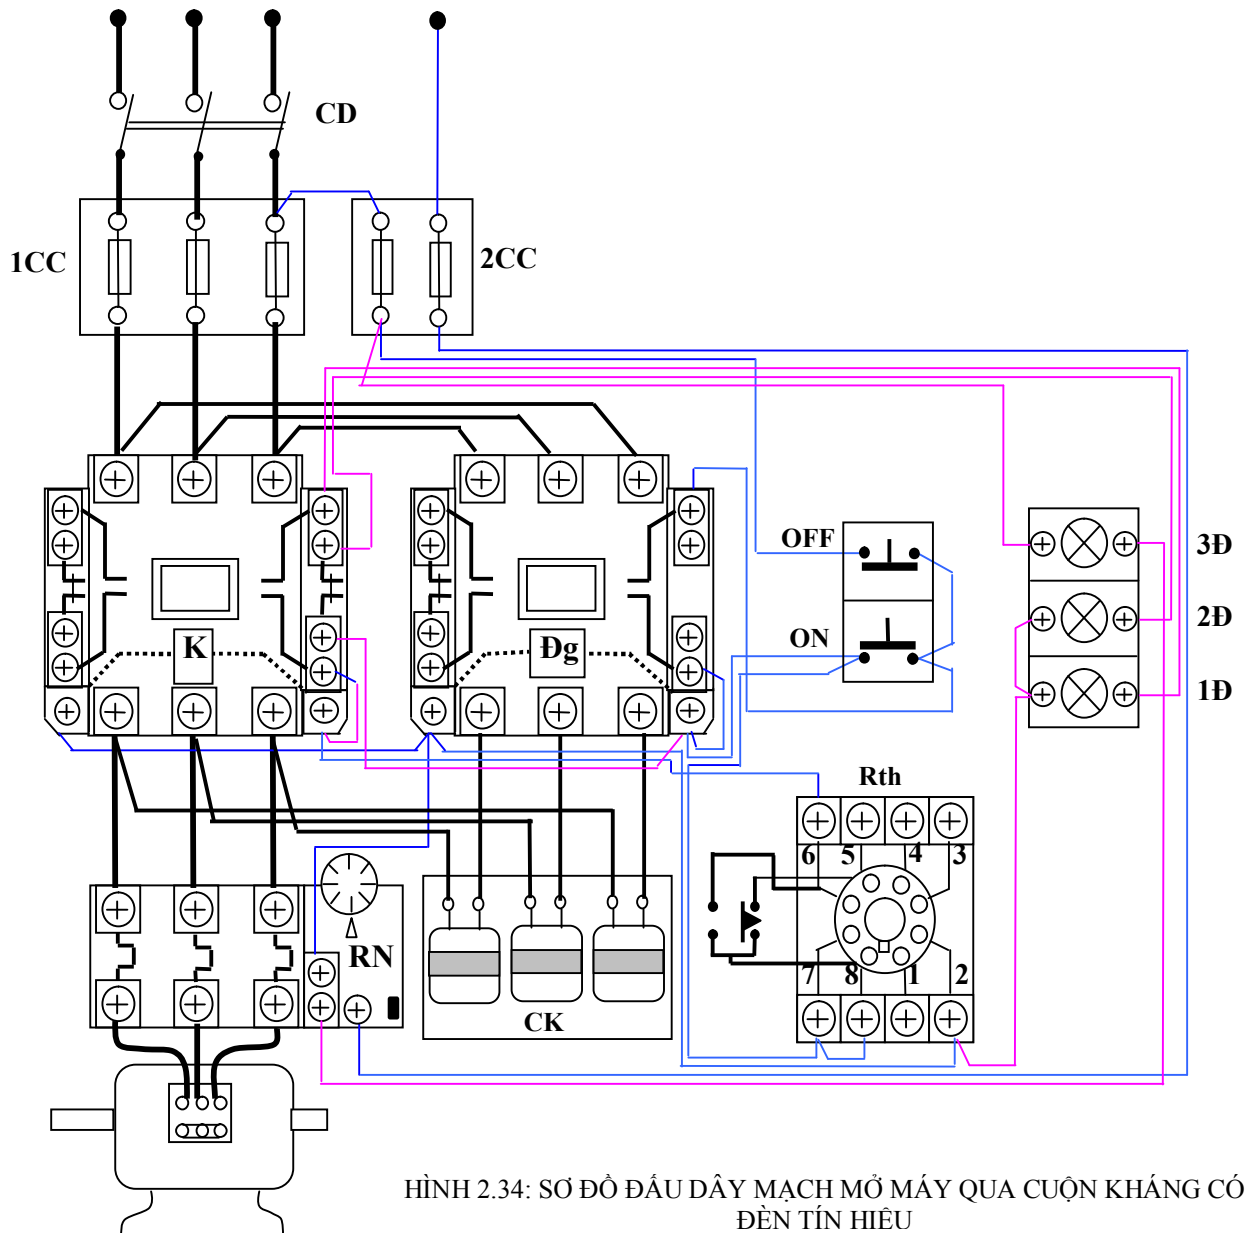 CD
1CC
2CC
OFF
3Đ
ON
2Đ
K
Đg
1Đ
Rth
6 5 4 3
RN
7 8 1 2
CK
HÌNH 2.34: SƠ ĐỒ ĐẤU DÂY MẠCH MỞ MÁY QUA CUỘN KHÁNG CÓ
ĐÈN TÍN HIÊU